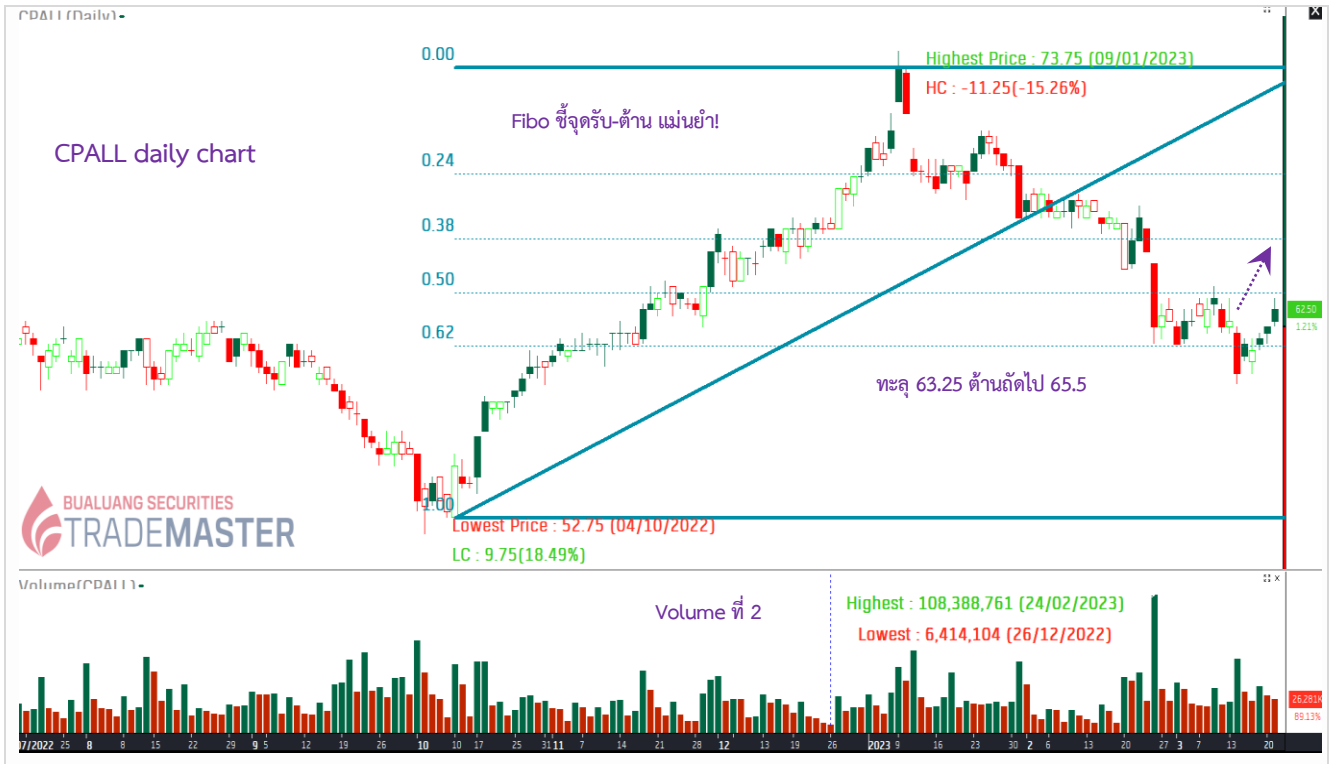 CPALL(Daily)
0.00
Highest Price : 73.75 (09/01/2023)
HC : -11.25(-15.26%)
Fibo ชี้จุดรับ-ต้าน แม่นยำ!
CPALL daily chart
0.24
0.38
0.50
62.50
1.21%
0.62
ทะลุ 63.25 ต้านถัดไป 65.5
1.00
BUALUANG SECURITIES
TRADEMASTER
Lowest Price : 52.75 (04/10/2022)
LC : 9.75(18.49%)
Volume(CPALL)
Volume ที่ 2
Highest : 108,388,761 (24/02/2023)
Lowest : 6,414,104 (26/12/2022)
26,281K
89.13%
07/2022 25 8 8 15 22 29 9 5 12 19 26 10 10 17 25 31 11 7 14 21 28 12 13 19 26 2023 9 16 23 30 2 6 13 20 27 3 7 13 20